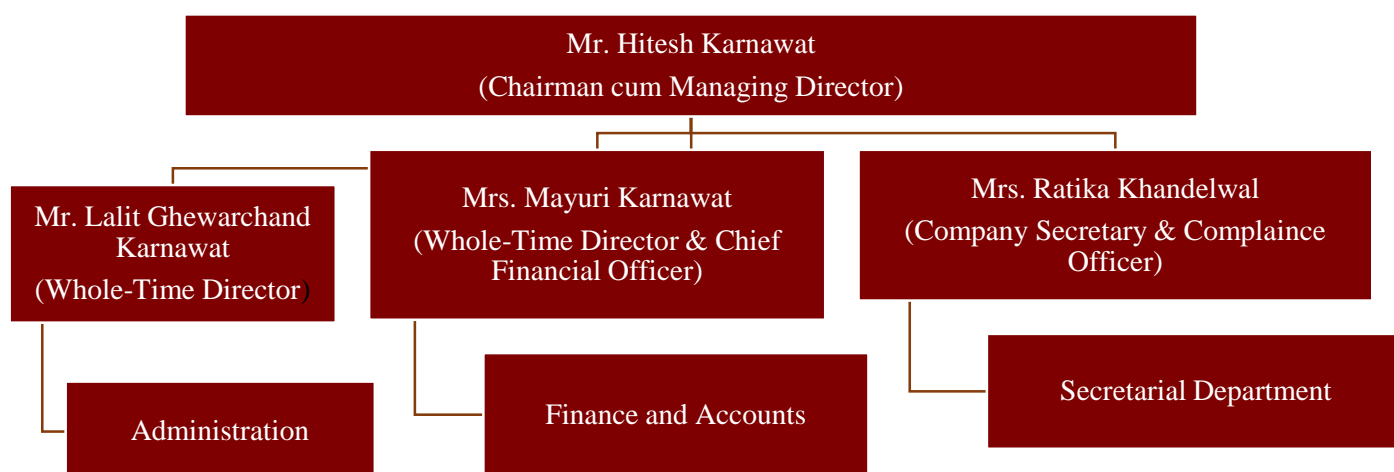 Mr. Hitesh Karnawat
(Chairman cum Managing Director)
Mr. Lalit Ghewarchand
Karnawat
(Whole-Time Director)
Mrs. Mayuri Karnawat
(Whole-Time Director & Chief
Financial Officer)
Mrs. Ratika Khandelwal
(Company Secretary & Complaince
Officer)
Administration
Finance and Accounts
Secretarial Department